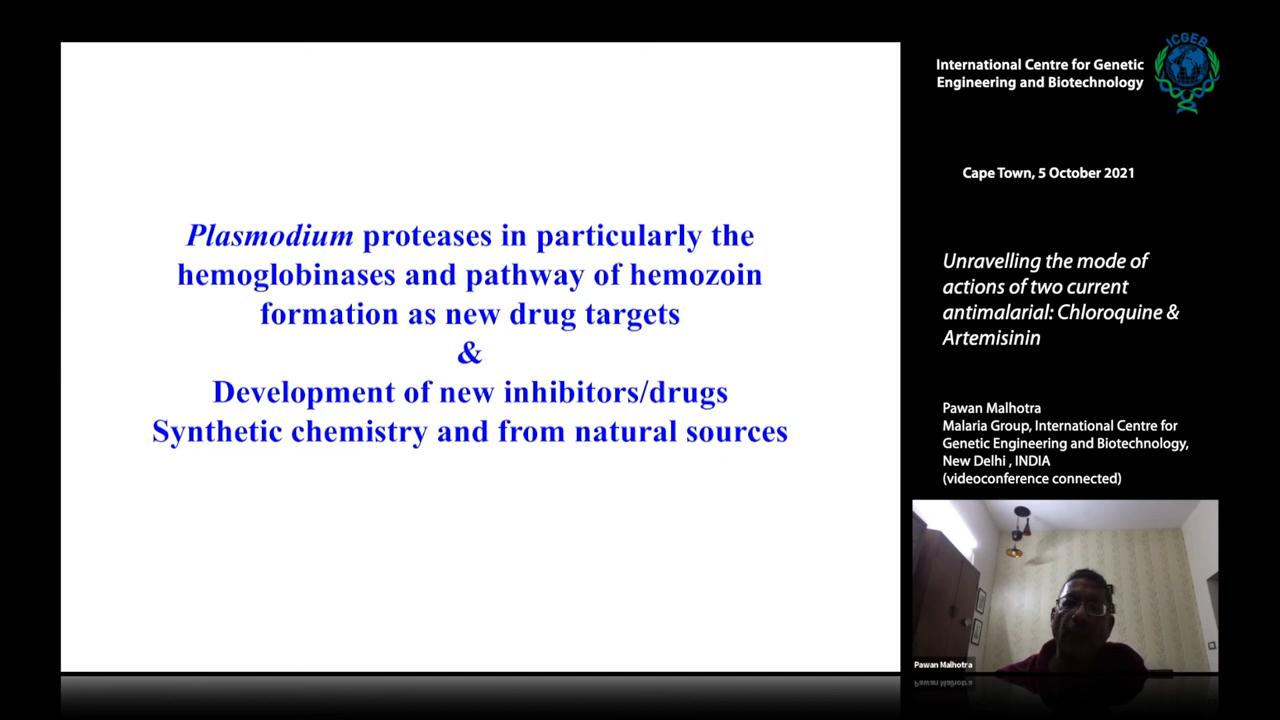 Plasmodium proteases in particularly the
hemoglobinases and pathway of hemozoin
formation as new drug targets
&
Development of new inhibitors/drugs
Synthetic chemistry and from natural sources
International Centre for Genetic
Engineering and Biotechnology
ICGEB
Cape Town, 5 October 2021
Unravelling the mode of
actions of two current
antimalarial: Chloroquine &
Artemisinin
Pawan Malhotra
Malaria Group, International Centre for
Genetic Engineering and Biotechnology,
New Delhi , INDIA
(videoconference connected)
Pawan Malhotra